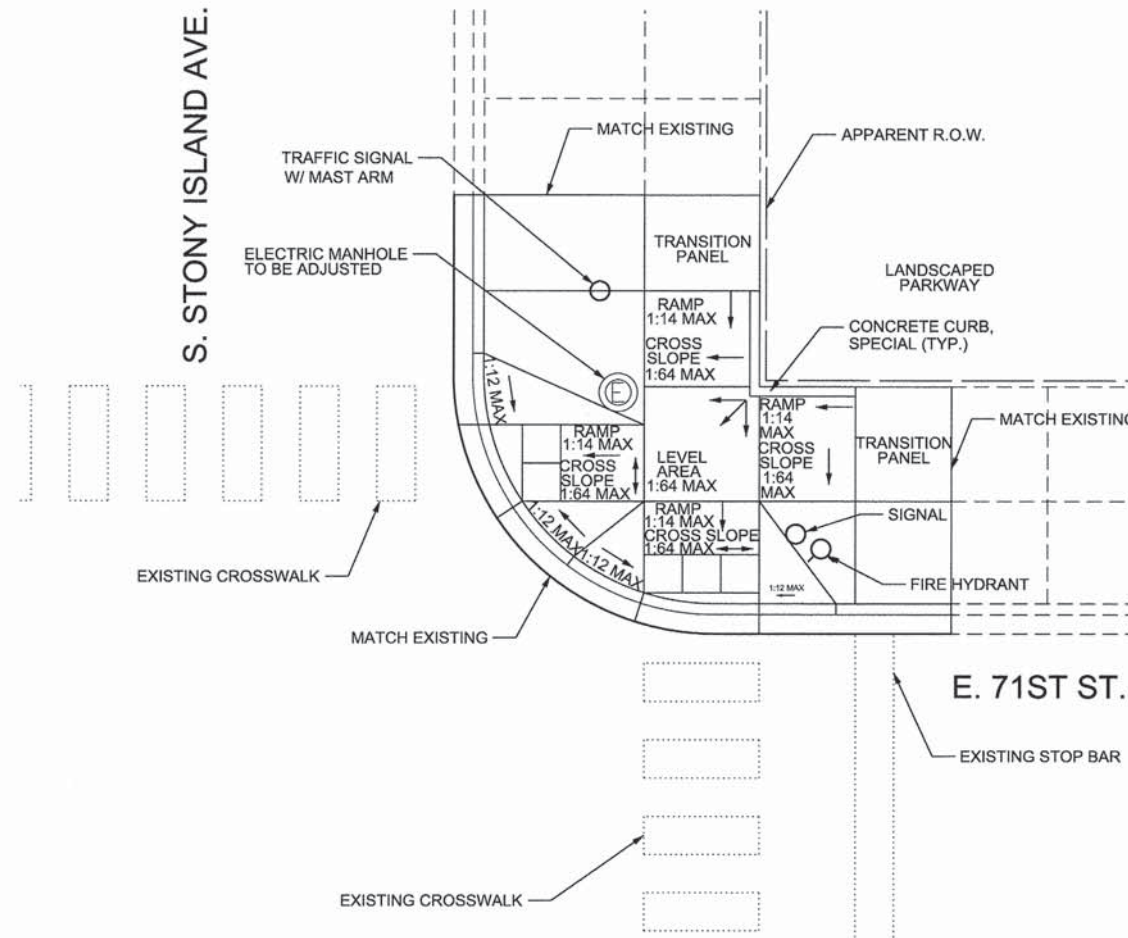 S. STONY ISLAND AVE.
MATCH EXISTING
APPARENT R.O.W.
TRAFFIC SIGNAL
W/ MAST ARM
ELECTRIC MANHOLE
TO BE ADJUSTED
TRANSITION
PANEL
LANDSCAPED
PARKWAY
RAMP
1:14 MAX
CROSS
SLOPE
1:64 MAX
CONCRETE CURB,
SPECIAL (TYP.)
E
1:12 MAX
RAMP
1:14 MAX
CROSS
SLOPE
1:64 MAX
LEVEL
AREA
1:64 MAX
RAMP
1:14
MAX
CROSS
SLOPE
1:64
MAX
TRANSITION
PANEL
MATCH EXISTING
1:12 MAX
1:12 MAX
RAMP
1:14 MAX
CROSS SLOPE
1:64 MAX
SIGNAL
FIRE HYDRANT
1:12 MAX
EXISTING CROSSWALK
MATCH EXISTING
E. 71ST ST.
EXISTING STOP BAR
EXISTING CROSSWALK